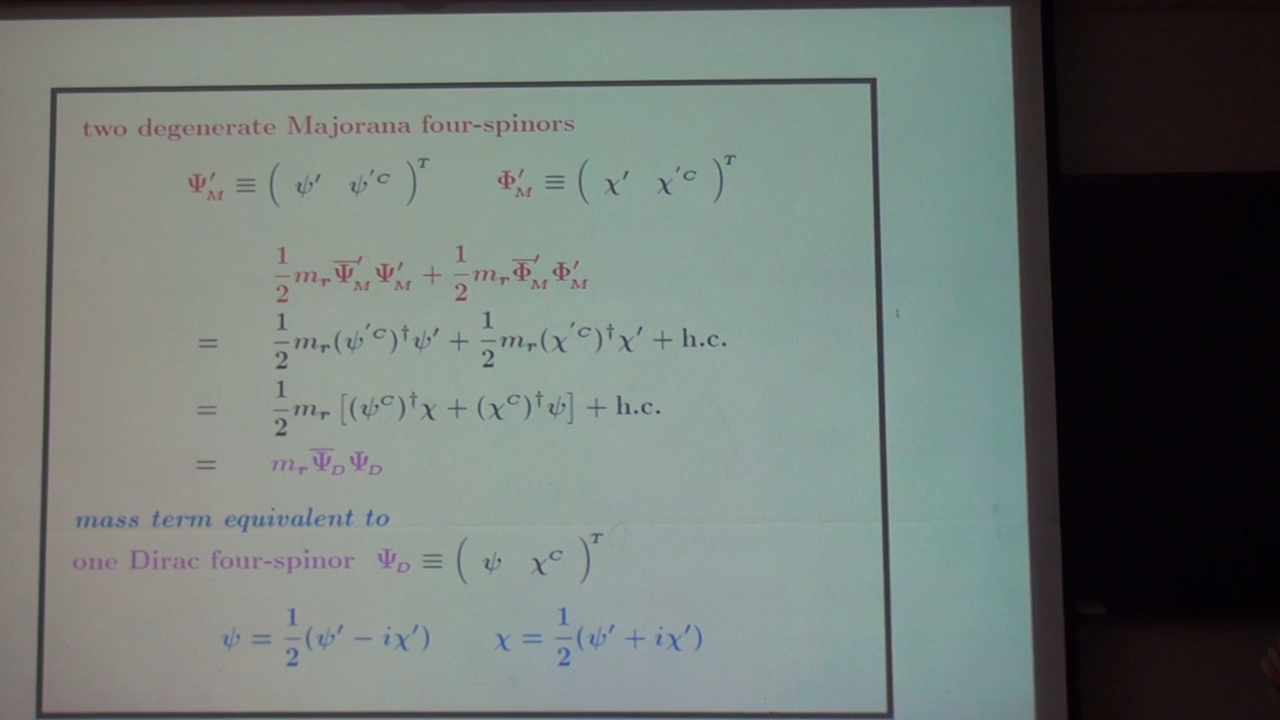 two degenerate Majorana four-spinors
Ψ′_M ≡ ( ψ′ ψ′^C )^T Φ′_M ≡ ( χ′ χ′^C )^T
1/2 m_r Ψ̅′_M Ψ′_M + 1/2 m_r Φ̅′_M Φ′_M
= 1/2 m_r (ψ′^C)^† ψ′ + 1/2 m_r (χ′^C)^† χ′ + h.c.
= 1/2 m_r [(ψ^C)^† χ + (χ^C)^† ψ] + h.c.
= m_r Ψ̅_D Ψ_D
mass term equivalent to
one Dirac four-spinor Ψ_D ≡ ( ψ χ^C )^T
ψ = 1/2 (ψ′ − iχ′) χ = 1/2 (ψ′ + iχ′)